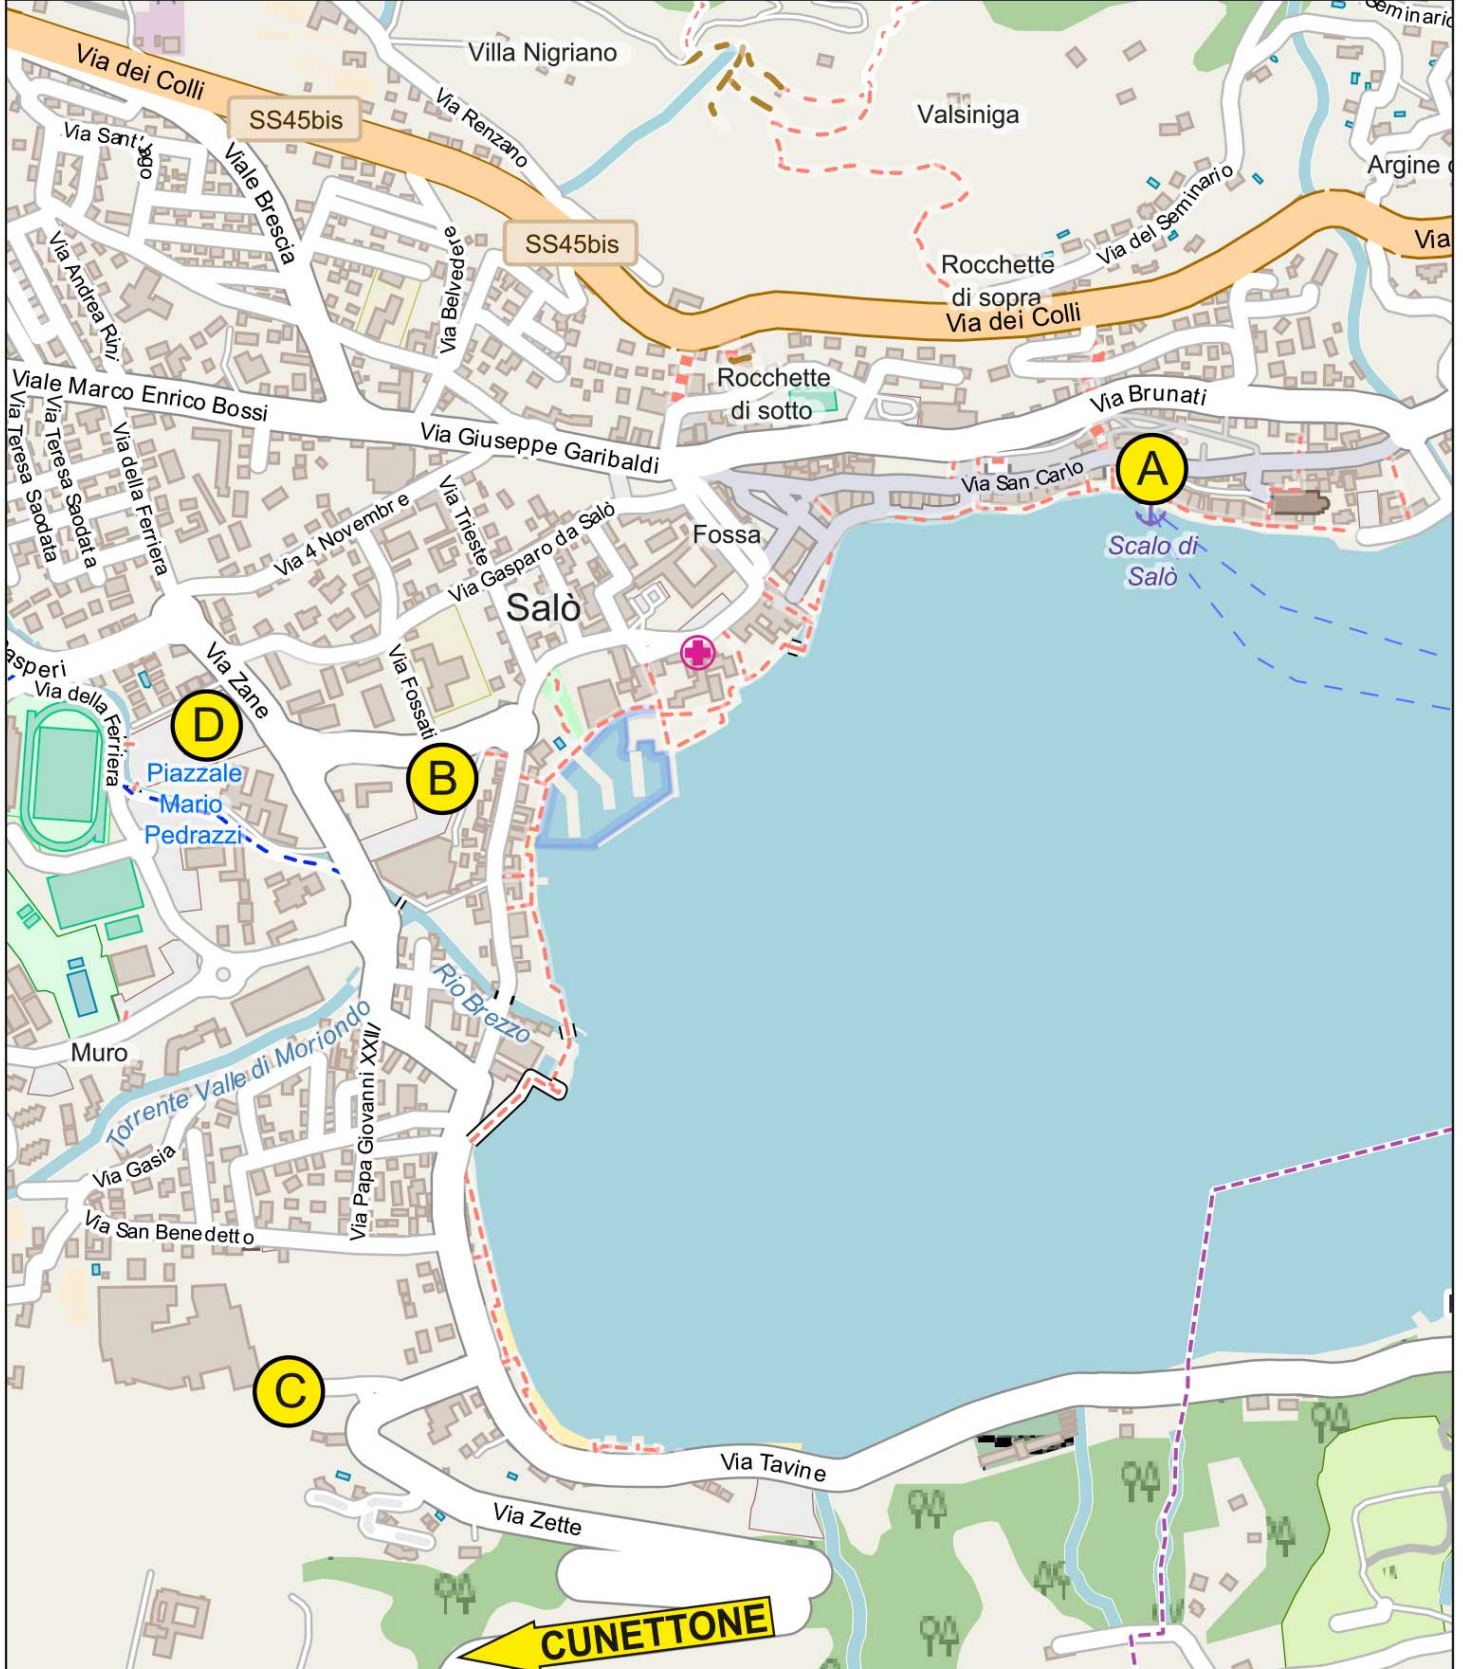 Villa Nigriano
Via dei Colli
SS45bis
Via Renzano
Valsiniga
Via Sant'Jago
Viale Brescia
Argine
Via del Seminario
SS45bis
Via
Via Andrea Rini
Via Belvedere
Rocchette
di sopra
Via dei Colli
Viale Marco Enrico Bossi
Rocchette
di sotto
Via Brunati
Via Teresa Saodata
Via Teresa Saodata
Via della Ferriera
Via Giuseppe Garibaldi
Via San Carlo
A
Via 4 Novembre
Via Trieste
Via Gasparo da Salò
Fossa
Scalo di
Salò
Salò
asperi
Via Zane
Via Fossati
Via della Ferriera
D
B
Piazzale
Mario
Pedrazzi
Rio Brezzo
Muro
Torrente Valle di Moriondo
Via Papa Giovanni XXIII
Via Gasia
Via San Benedetto
C
Via Tavine
Via Zette
CUNETTONE